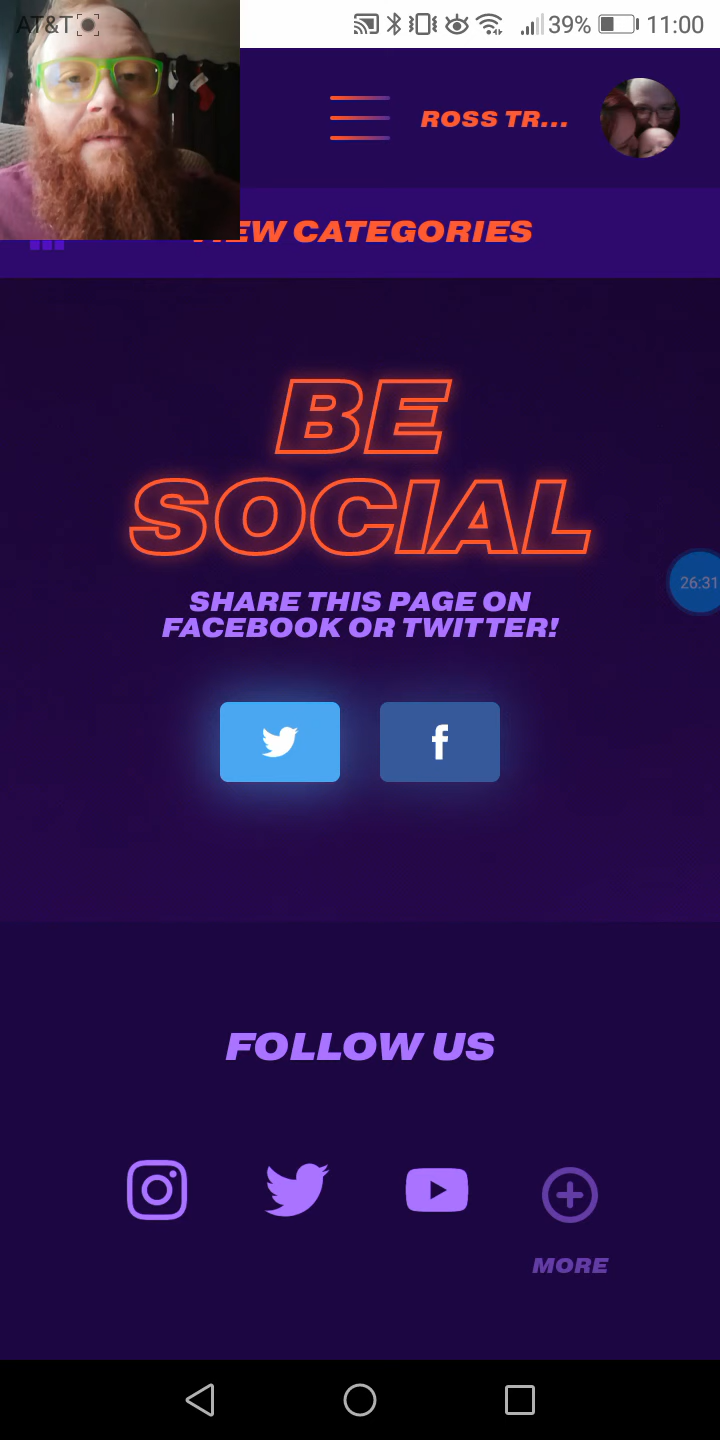 AT&T
39% 11:00
ROSS TR...
EW CATEGORIES
BE
SOCIAL
26:31
SHARE THIS PAGE ON
FACEBOOK OR TWITTER!
FOLLOW US
MORE